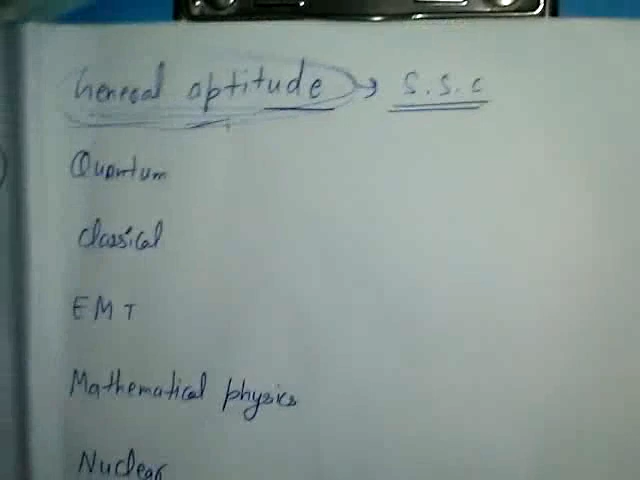 General aptitude → S.S.C
Quantum
Classical
EMT
Mathematical physics
Nuclear